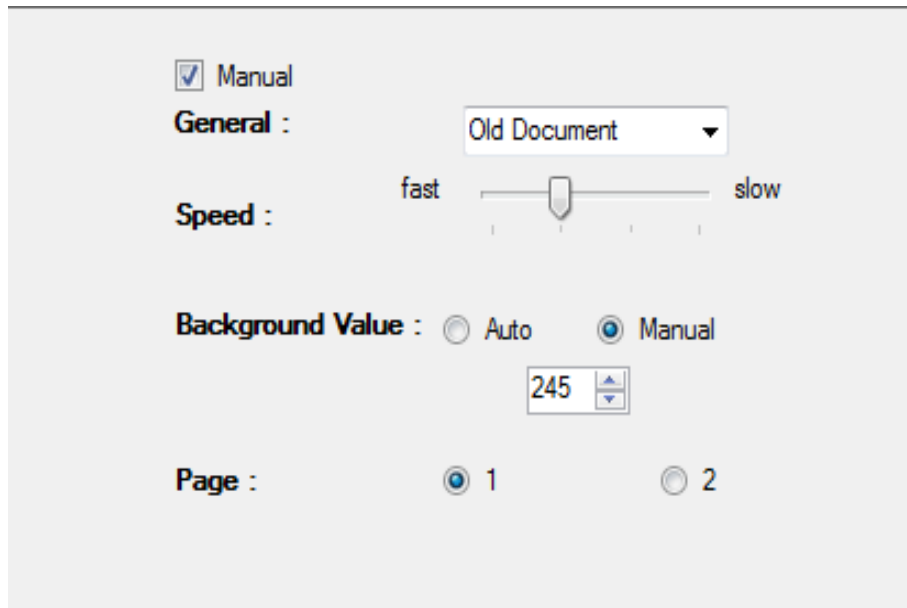 Manual
General :
Old Document
fast slow
Speed :
Background Value : Auto Manual
245
Page : 1 2